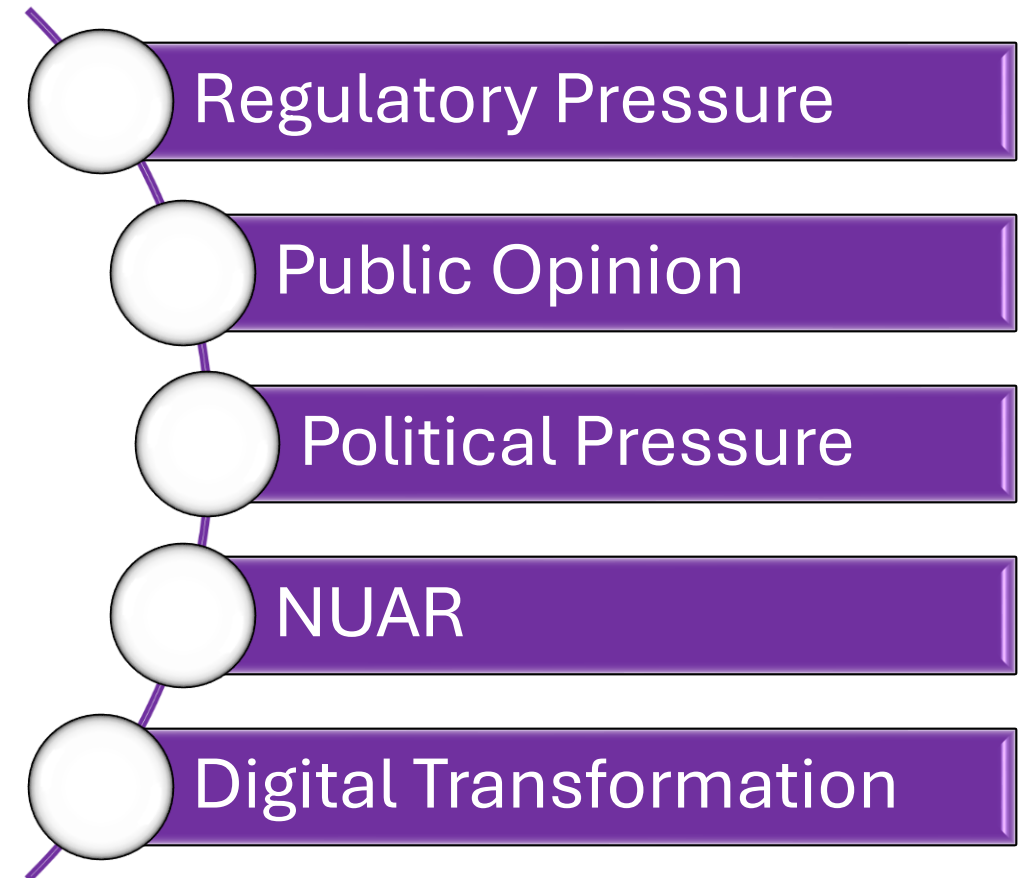 Regulatory Pressure
Public Opinion
Political Pressure
NUAR
Digital Transformation